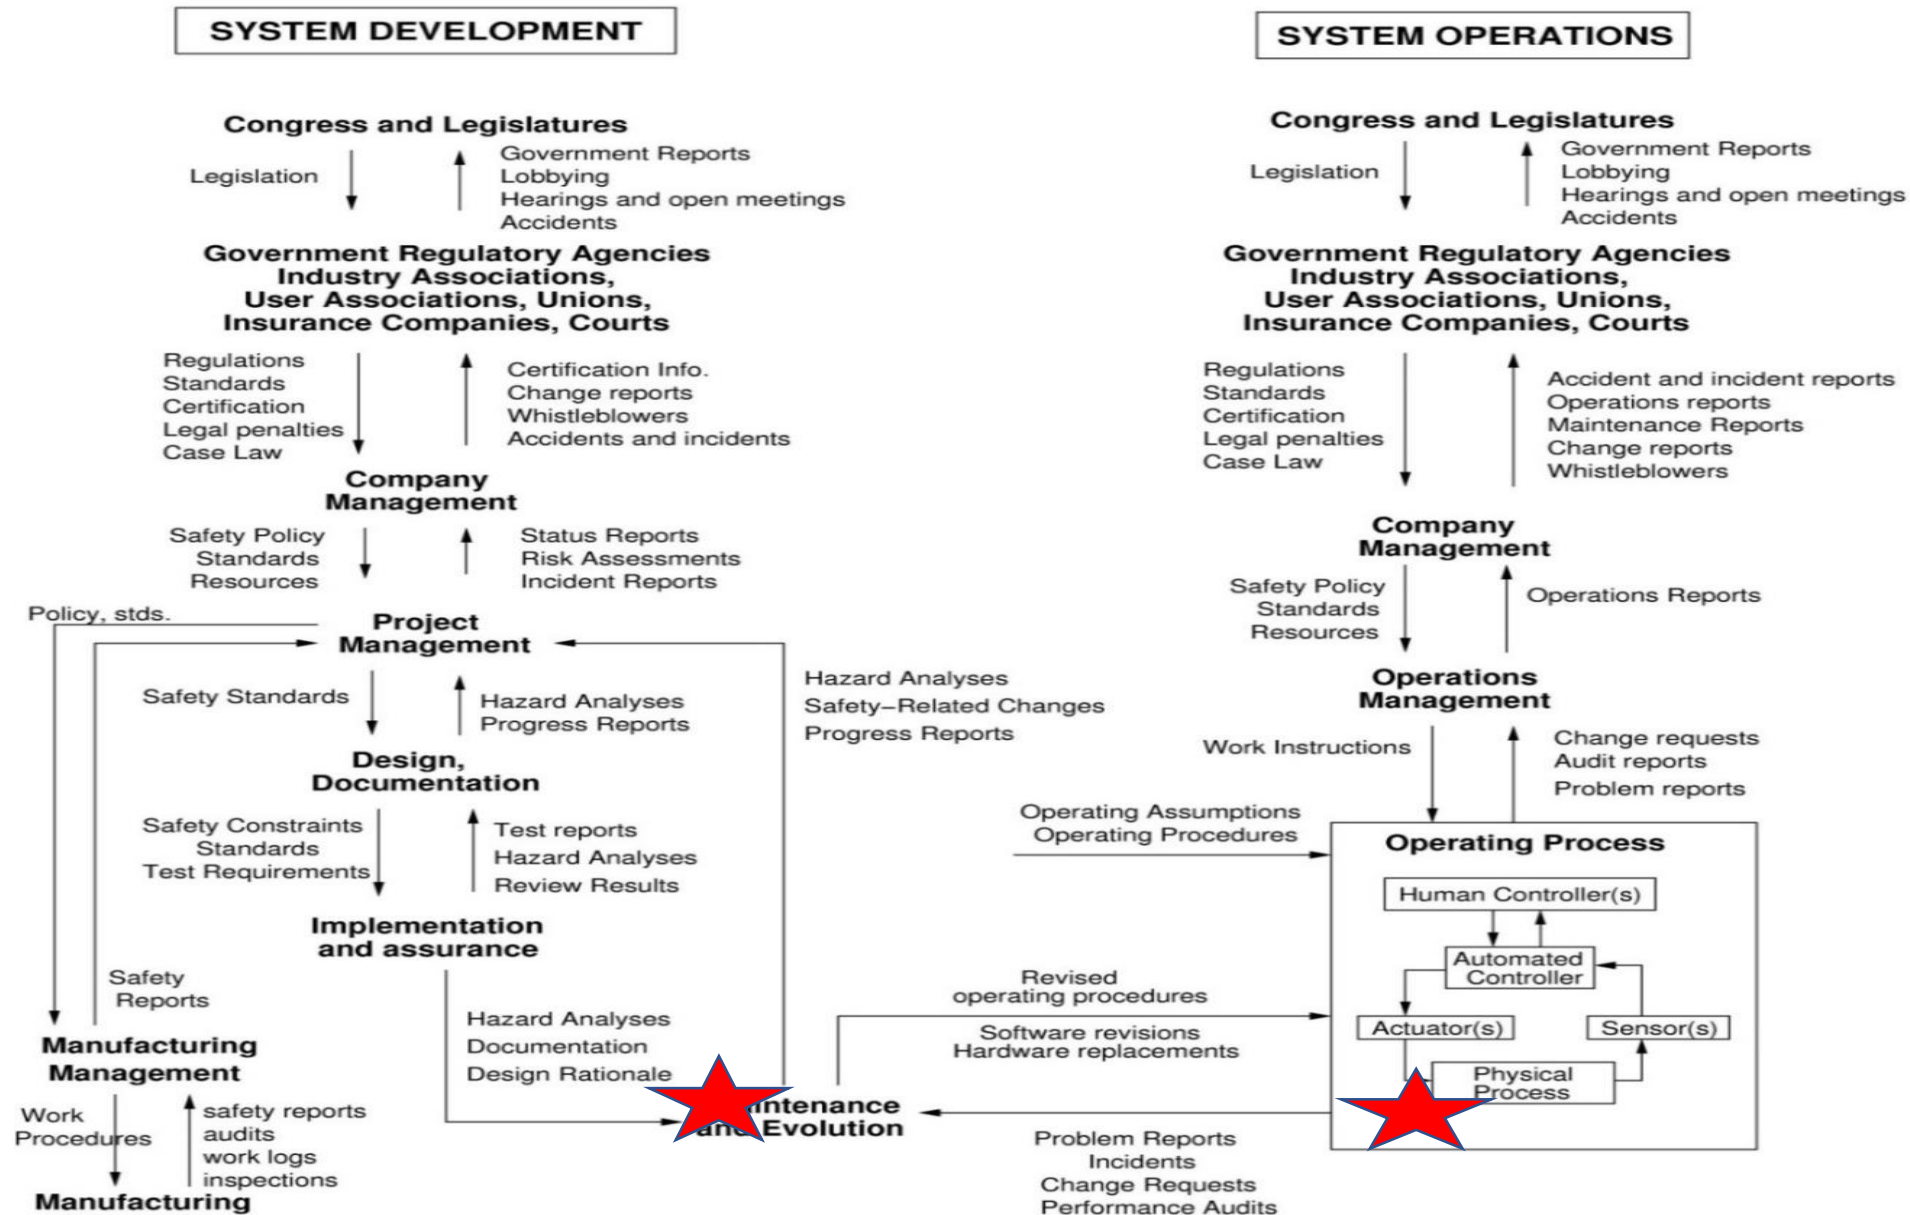 SYSTEM DEVELOPMENT
Congress and Legislatures
Legislation
Government Reports
Lobbying
Hearings and open meetings
Accidents
Government Regulatory Agencies
Industry Associations,
User Associations, Unions,
Insurance Companies, Courts
Regulations
Standards
Certification
Legal penalties
Case Law
Certification Info.
Change reports
Whistleblowers
Accidents and incidents
Company
Management
Safety Policy
Standards
Resources
Status Reports
Risk Assessments
Incident Reports
Policy, stds.
Project
Management
Safety Standards
Hazard Analyses
Progress Reports
Hazard Analyses
Safety–Related Changes
Progress Reports
Design,
Documentation
Safety Constraints
Standards
Test Requirements
Test reports
Hazard Analyses
Review Results
Implementation
and assurance
Safety
Reports
Hazard Analyses
Documentation
Design Rationale
Manufacturing
Management
Work
Procedures
safety reports
audits
work logs
inspections
Manufacturing
intenance
and Evolution
SYSTEM OPERATIONS
Congress and Legislatures
Legislation
Government Reports
Lobbying
Hearings and open meetings
Accidents
Government Regulatory Agencies
Industry Associations,
User Associations, Unions,
Insurance Companies, Courts
Regulations
Standards
Certification
Legal penalties
Case Law
Accident and incident reports
Operations reports
Maintenance Reports
Change reports
Whistleblowers
Company
Management
Safety Policy
Standards
Resources
Operations Reports
Operations
Management
Work Instructions
Change requests
Audit reports
Problem reports
Operating Assumptions
Operating Procedures
Operating Process
Human Controller(s)
Automated
Controller
Actuator(s)
Sensor(s)
Physical
Process
Revised
operating procedures
Software revisions
Hardware replacements
Problem Reports
Incidents
Change Requests
Performance Audits